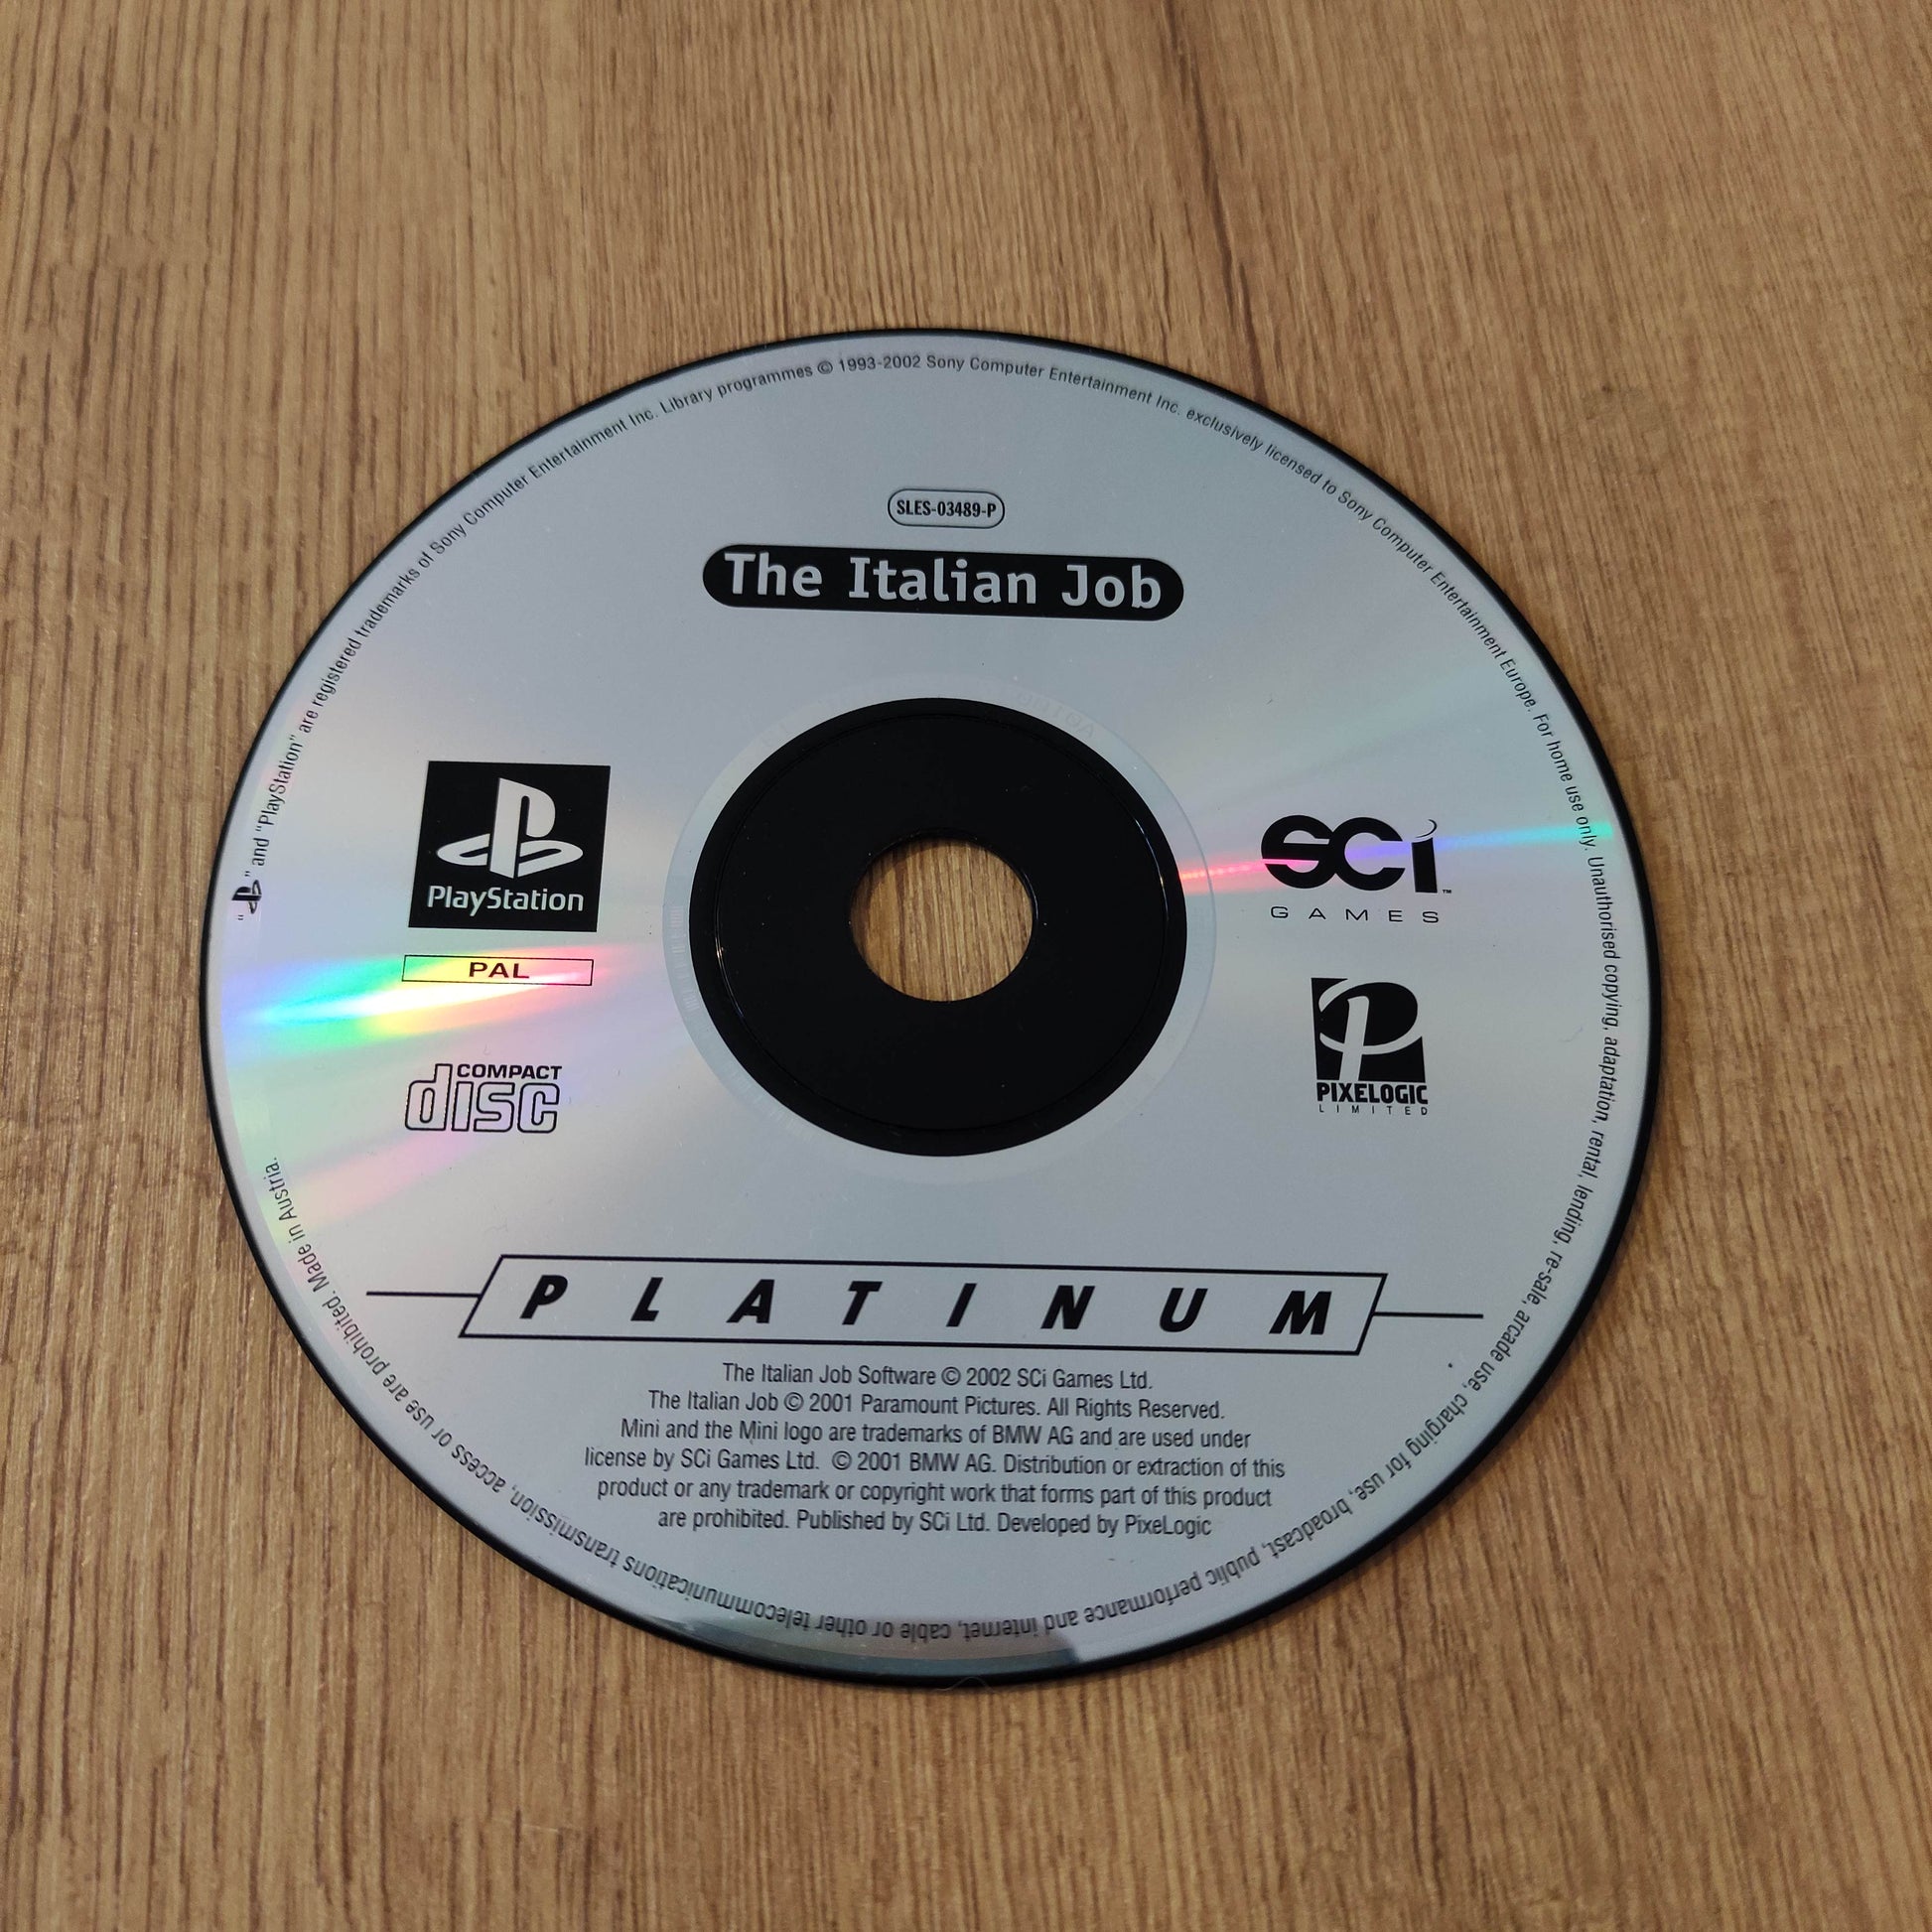 " " and "PlayStation" are registered trademarks of Sony Computer Entertainment Inc. Library programmes © 1993-2002 Sony Computer Entertainment Inc. exclusively licensed to Sony Computer Entertainment Europe. For home use only. Unauthorised copying, adaptation, rental, lending, re-sale, arcade use, charging for use, broadcast, public performance and internet, cable or other telecommunications transmission, access or use are prohibited. Made in Austria.
SLES-03489-P
The Italian Job
PlayStation
PAL
COMPACT
disc
SCi™
GAMES
PIXELOGIC
LIMITED
PLATINUM
The Italian Job Software © 2002 SCi Games Ltd.
The Italian Job © 2001 Paramount Pictures. All Rights Reserved.
Mini and the Mini logo are trademarks of BMW AG and are used under
license by SCi Games Ltd. © 2001 BMW AG. Distribution or extraction of this
product or any trademark or copyright work that forms part of this product
are prohibited. Published by SCi Ltd. Developed by PixeLogic